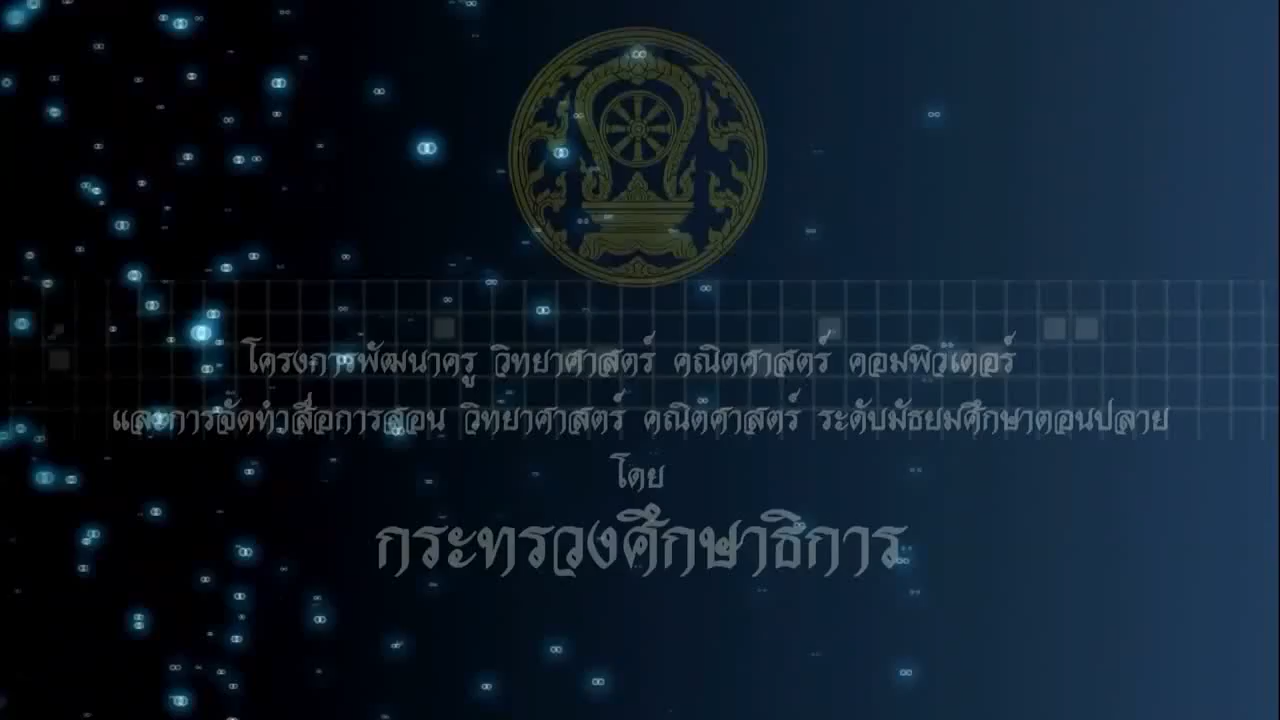 โครงการพัฒนาครู วิทยาศาสตร์ คณิตศาสตร์ คอมพิวเตอร์
และการจัดทำสื่อการสอน วิทยาศาสตร์ คณิตศาสตร์ ระดับมัธยมศึกษาตอนปลาย
โดย
กระทรวงศึกษาธิการ